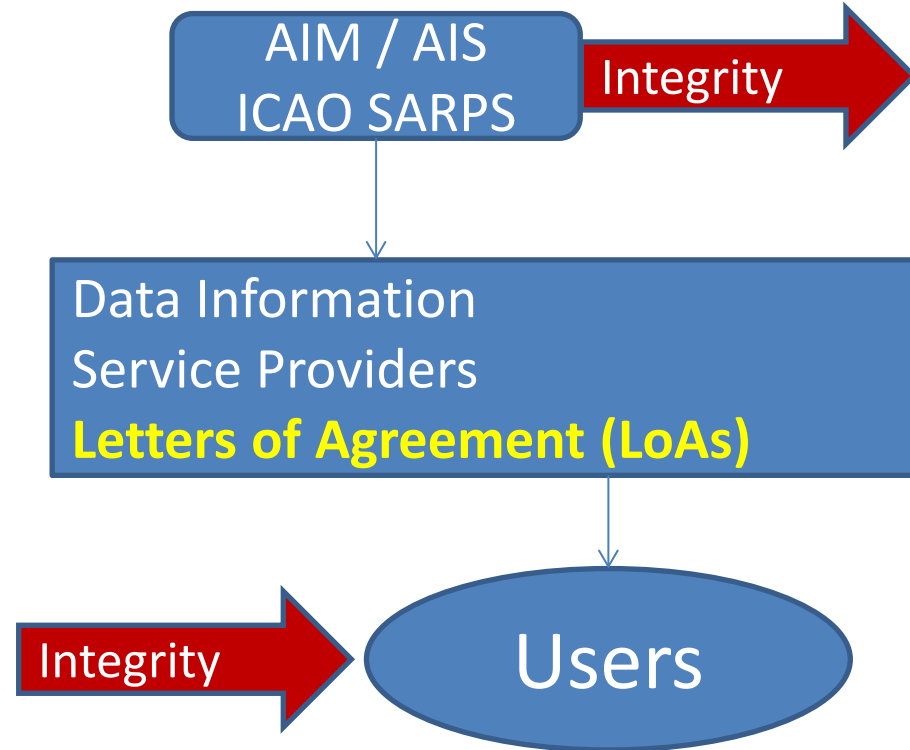 AIM / AIS
ICAO SARPS
Integrity
Data Information
Service Providers
Letters of Agreement (LoAs)
Integrity
Users